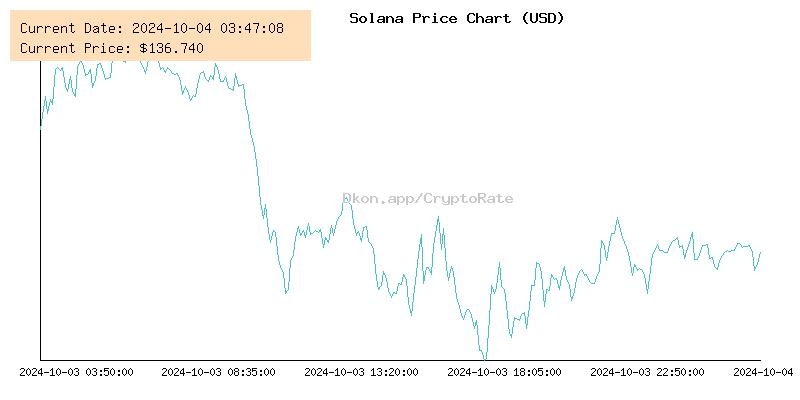 Solana Price Chart (USD)
Current Date: 2024-10-04 03:47:08
Current Price: $136.740
Dkon.app/CryptoRate
2024-10-03 03:50:00 2024-10-03 08:35:00 2024-10-03 13:20:00 2024-10-03 18:05:00 2024-10-03 22:50:00 2024-10-04